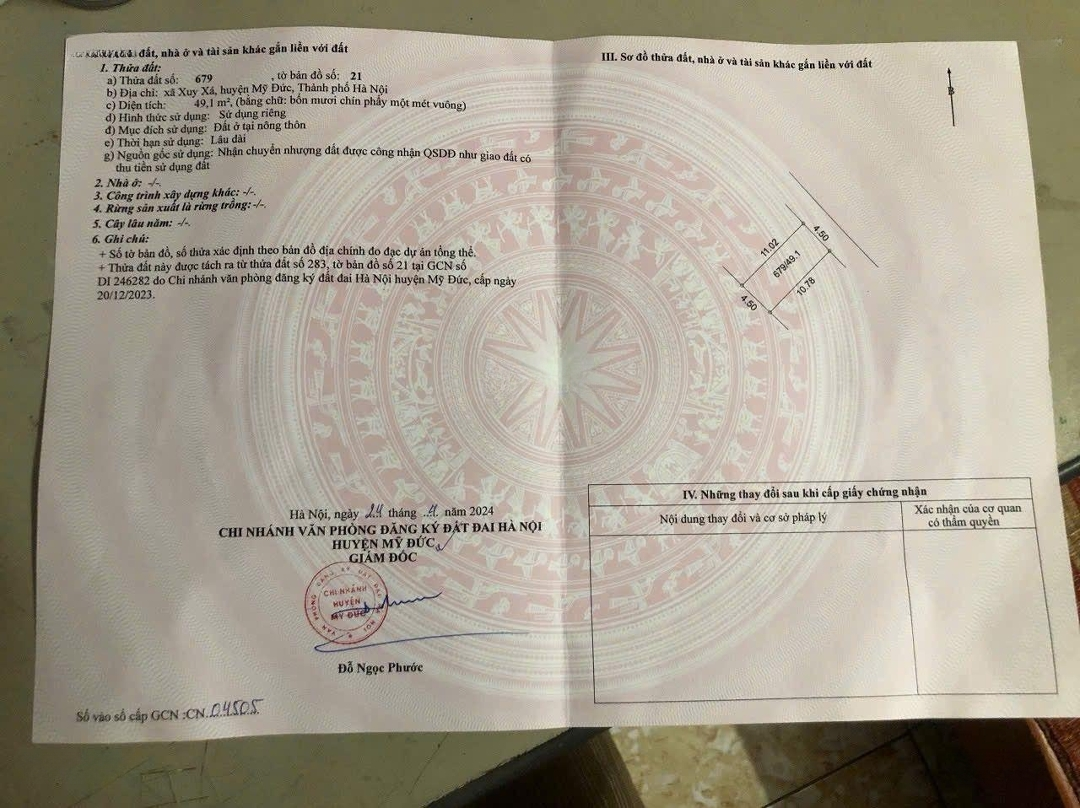 đất, nhà ở và tài sản khác gắn liền với đất
1. Thửa đất:
a) Thửa đất số: 679 , tờ bản đồ số: 21
b) Địa chỉ: xã Xuy Xá, huyện Mỹ Đức, Thành phố Hà Nội
c) Diện tích: 49,1 m², (bằng chữ: bốn mươi chín phẩy một mét vuông)
d) Hình thức sử dụng: Sử dụng riêng
đ) Mục đích sử dụng: Đất ở tại nông thôn
e) Thời hạn sử dụng: Lâu dài
g) Nguồn gốc sử dụng: Nhận chuyển nhượng đất được công nhận QSDĐ như giao đất có
thu tiền sử dụng đất
2. Nhà ở: -/-.
3. Công trình xây dựng khác: -/-.
4. Rừng sản xuất là rừng trồng: -/-.
5. Cây lâu năm: -/-.
6. Ghi chú:
+ Số tờ bản đồ, số thửa xác định theo bản đồ địa chính đo đạc dự án tổng thể.
+ Thửa đất này được tách ra từ thửa đất số 283, tờ bản đồ số 21 tại GCN số
DI 246282 do Chi nhánh văn phòng đăng ký đất đai Hà Nội huyện Mỹ Đức, cấp ngày
20/12/2023.
Hà Nội, ngày 24 tháng năm 2024
CHI NHÁNH VĂN PHÒNG ĐĂNG KÝ ĐẤT ĐAI HÀ NỘI
HUYỆN MỸ ĐỨC
GIÁM ĐỐC
CHI NHÁNH
HUYỆN
MỸ ĐỨC
Đỗ Ngọc Phước
Số vào sổ cấp GCN :CN.04505
III. Sơ đồ thửa đất, nhà ở và tài sản khác gắn liền với đất
B
11.02
4.50
679/49.1
10.78
4.50
IV. Những thay đổi sau khi cấp giấy chứng nhận
Nội dung thay đổi và cơ sở pháp lý
Xác nhận của cơ quan
có thẩm quyền